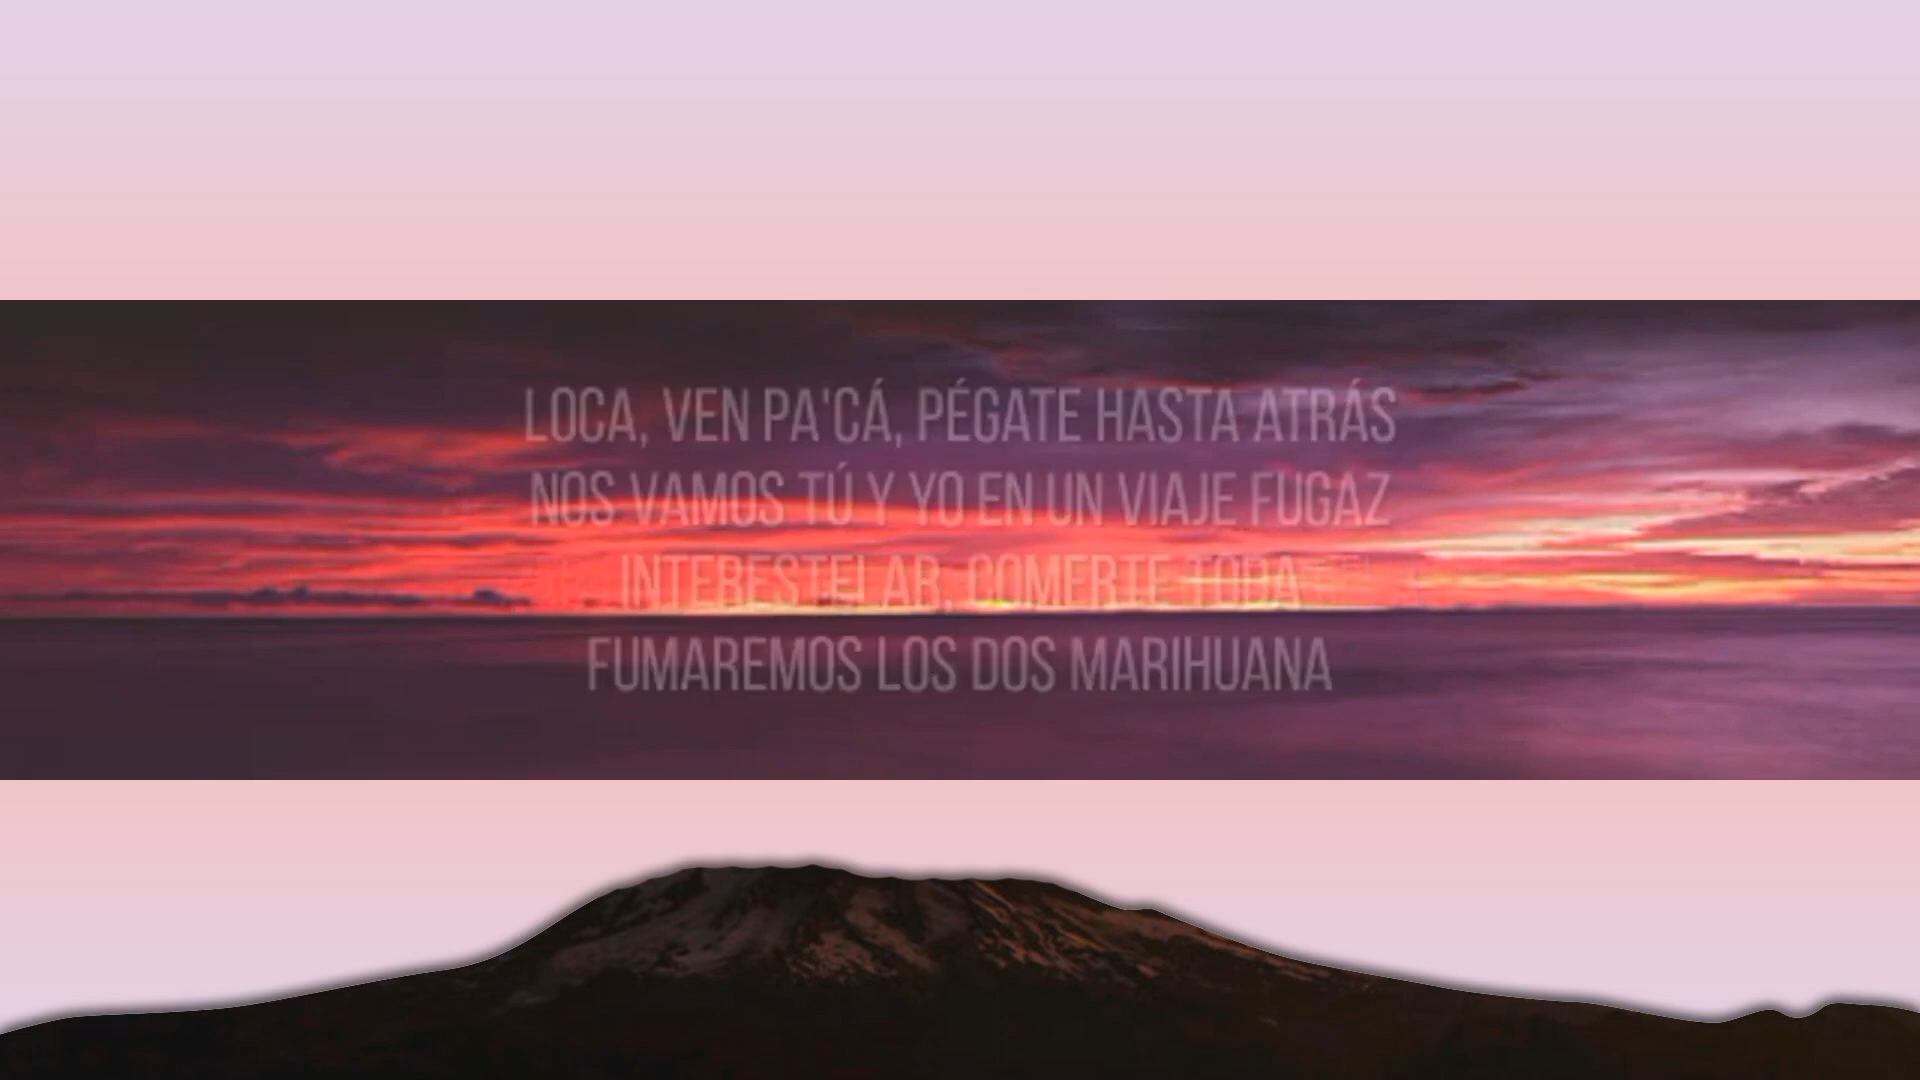 LOCA, VEN PA'CÁ, PÉGATE HASTA ATRÁS
NOS VAMOS TÚ Y YO EN UN VIAJE FUGAZ
INTERESTELAR, COMERTE TODA
FUMAREMOS LOS DOS MARIHUANA